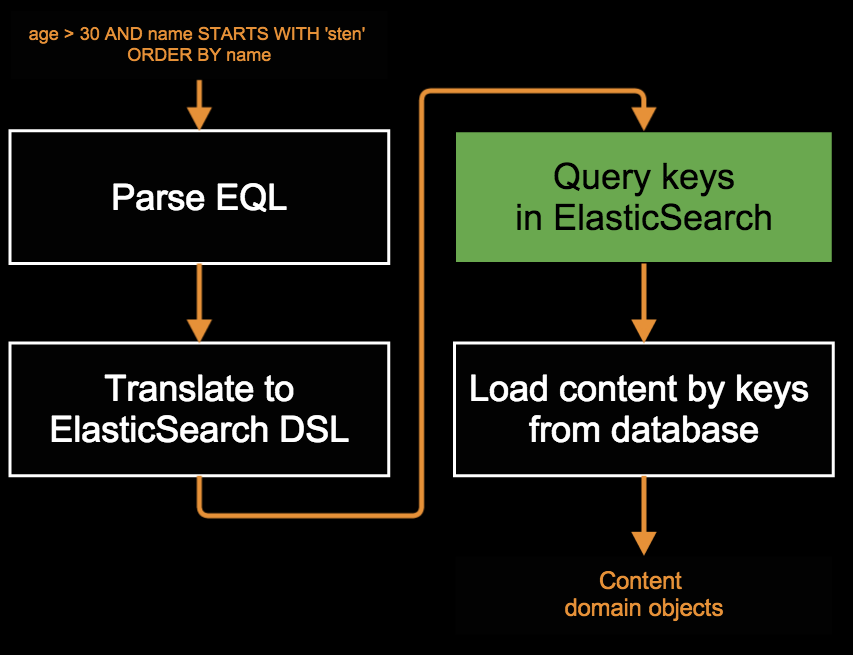 age > 30 AND name STARTS WITH 'sten'
ORDER BY name
Parse EQL
Translate to
ElasticSearch DSL
Query keys
in ElasticSearch
Load content by keys
from database
Content
domain objects